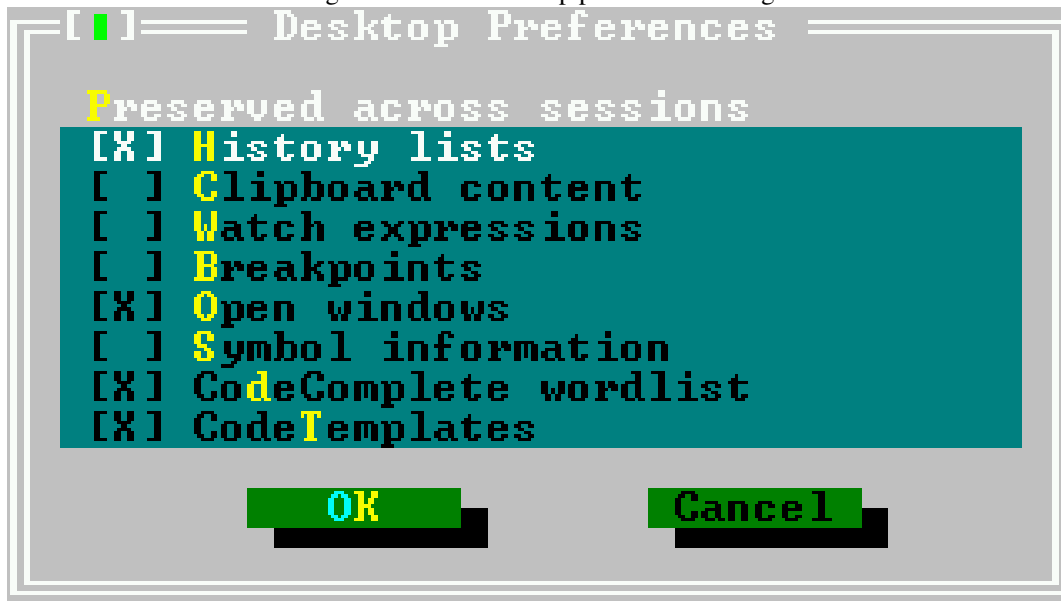 [ ] Desktop Preferences
Preserved across sessions
[X] History lists
[ ] Clipboard content
[ ] Watch expressions
[ ] Breakpoints
[X] Open windows
[ ] Symbol information
[X] CodeComplete wordlist
[X] CodeTemplates
OK Cancel